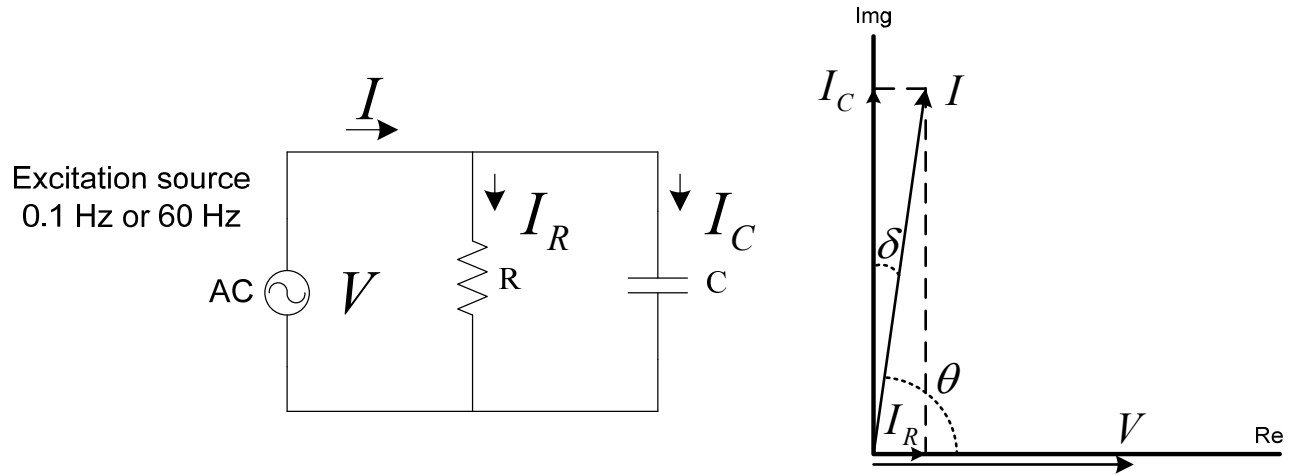 Excitation source
0.1 Hz or 60 Hz
I
I_R
I_C
AC
V
R
C
Img
I_C
I
δ
θ
I_R
V
Re